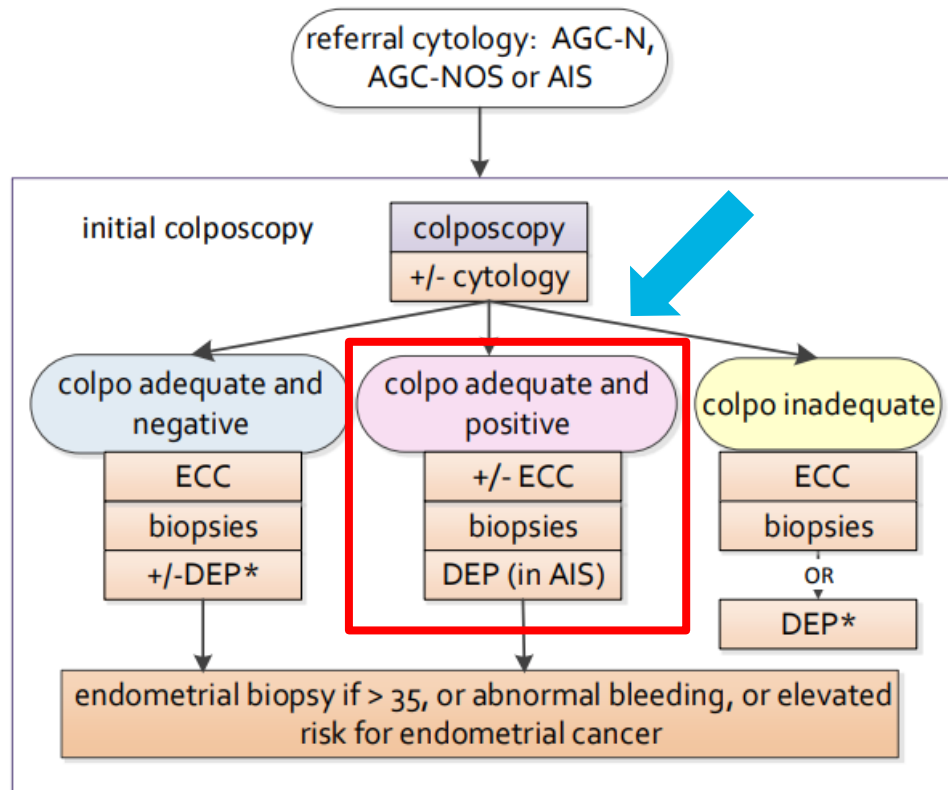 referral cytology: AGC-N,
AGC-NOS or AIS
initial colposcopy
colposcopy
+/- cytology
colpo adequate and
negative
ECC
biopsies
+/-DEP*
colpo adequate and
positive
+/- ECC
biopsies
DEP (in AIS)
colpo inadequate
ECC
biopsies
OR
DEP*
endometrial biopsy if > 35, or abnormal bleeding, or elevated
risk for endometrial cancer